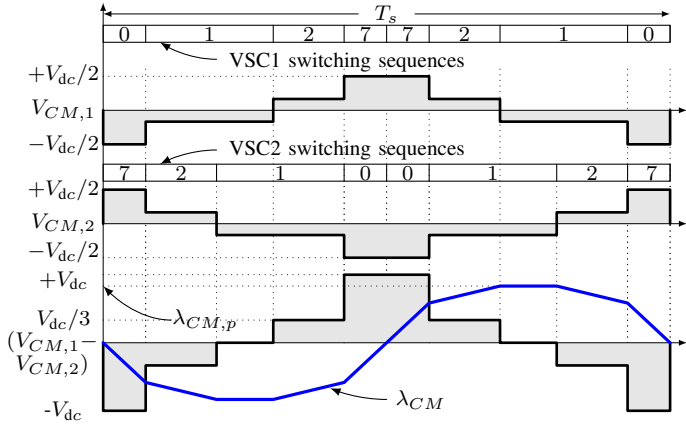 T_s
0 1 2 7 7 2 1 0
VSC1 switching sequences
+V_dc/2
V_CM,1
−V_dc/2
VSC2 switching sequences
7 2 1 0 0 1 2 7
+V_dc/2
V_CM,2
−V_dc/2
+V_dc
λ_CM,p
V_dc/3
(V_CM,1−
V_CM,2)
λ_CM
-V_dc